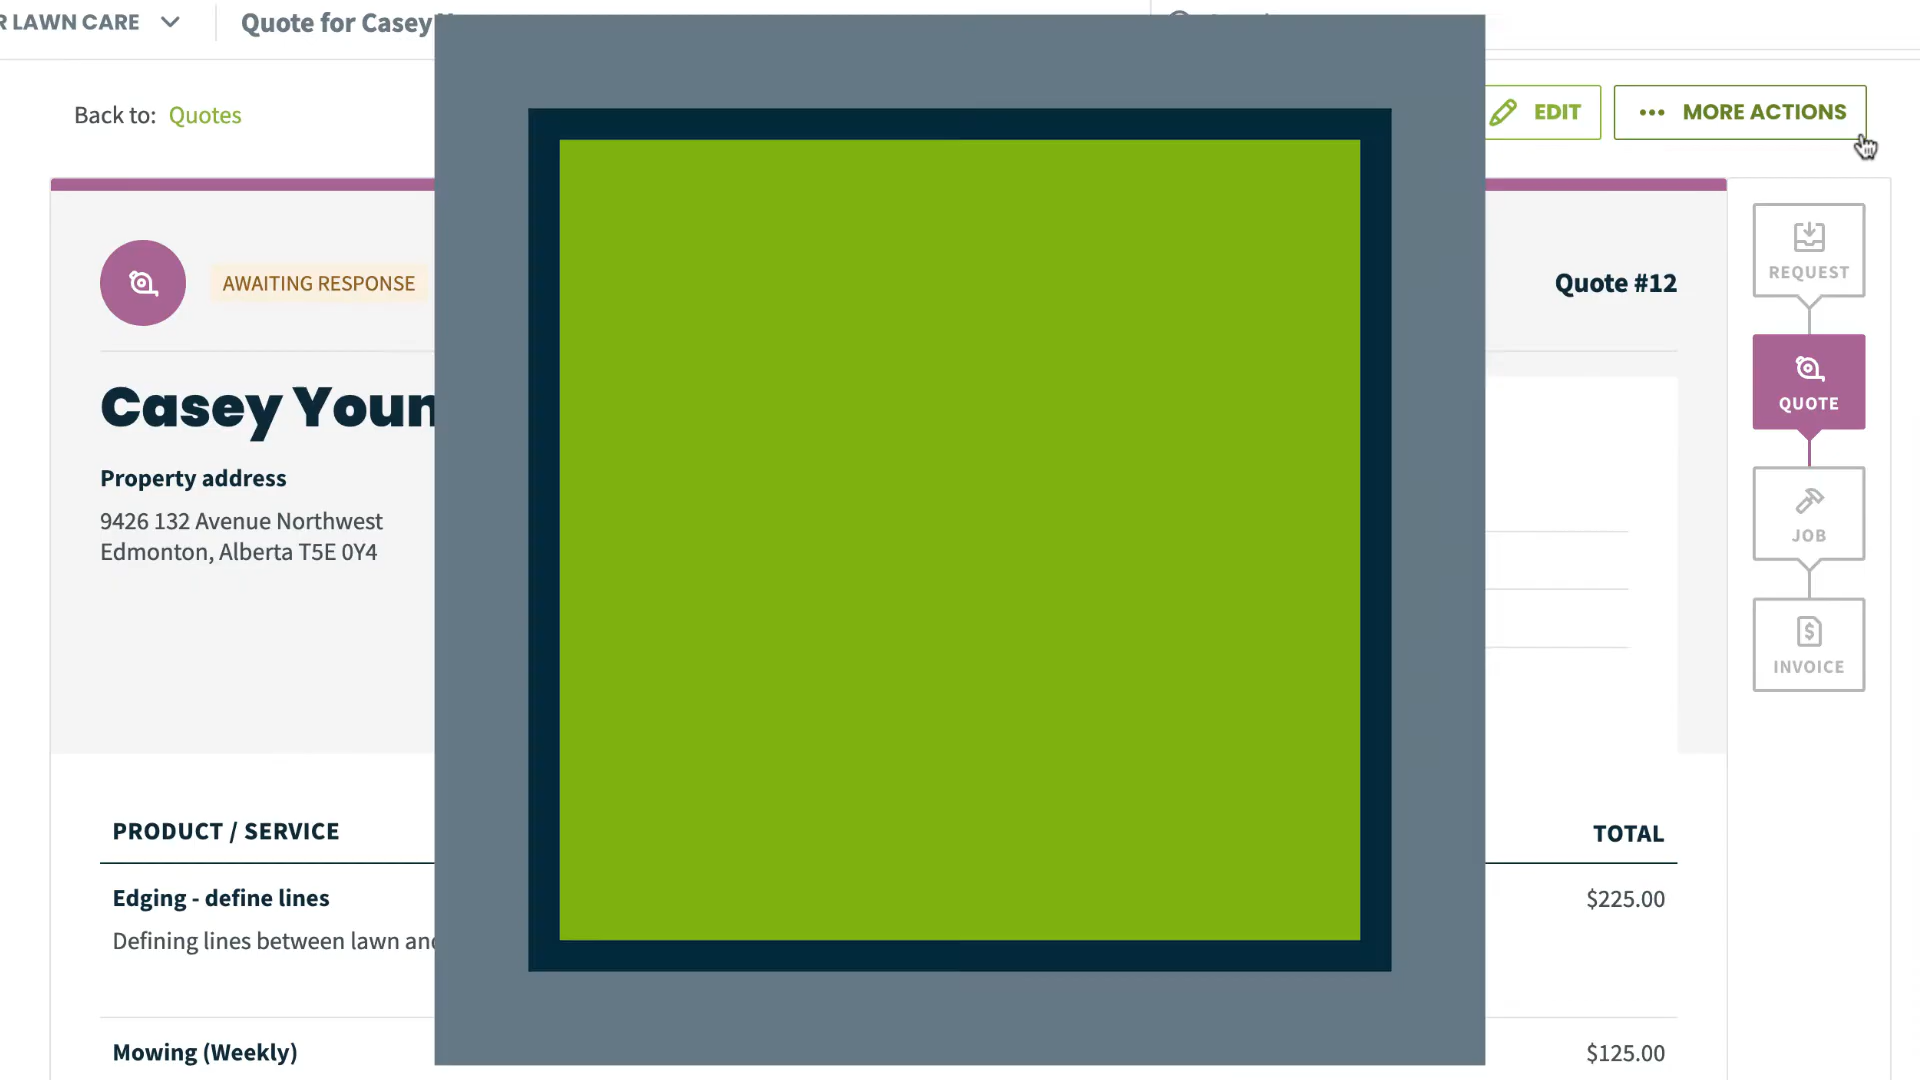 R LAWN CARE
Quote for Casey
Back to: Quotes
EDIT
MORE ACTIONS
AWAITING RESPONSE
Quote #12
REQUEST
QUOTE
JOB
INVOICE
Casey Youn
Property address
9426 132 Avenue Northwest
Edmonton, Alberta T5E 0Y4
PRODUCT / SERVICE
TOTAL
Edging - define lines
$225.00
Defining lines between lawn and
Mowing (Weekly)
$125.00